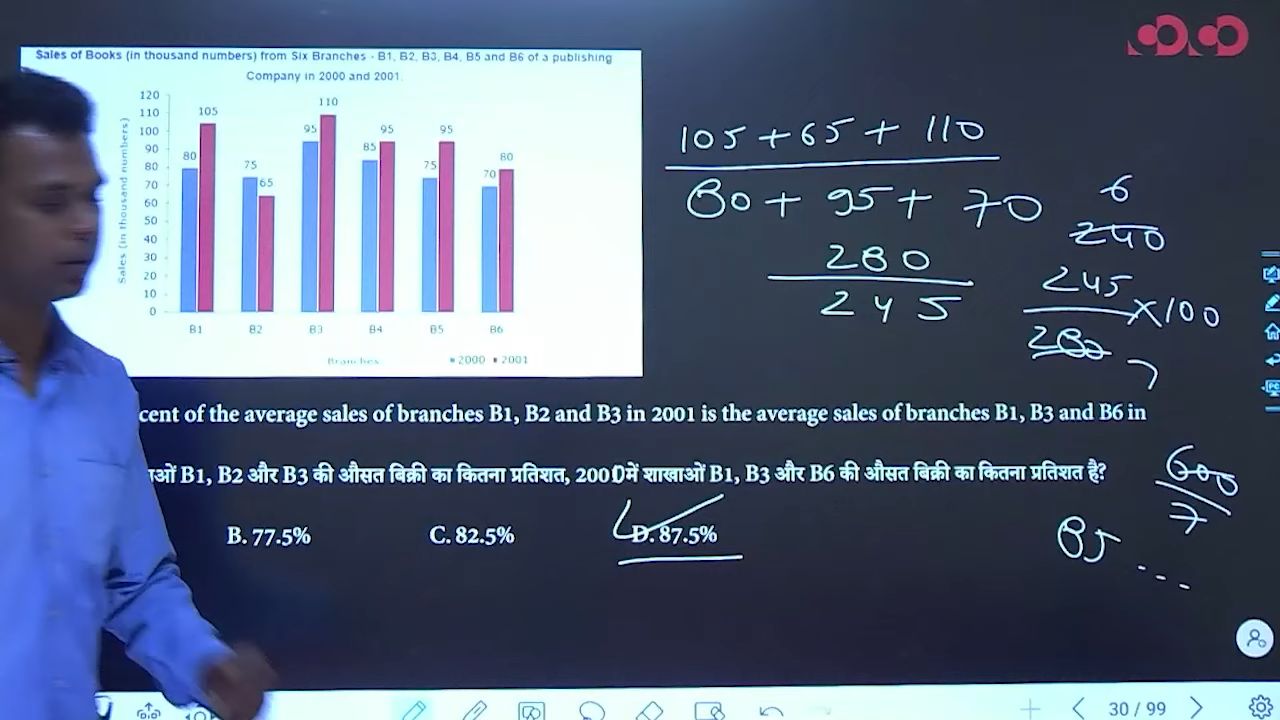 Sales of Books (in thousand numbers) from Six Branches - B1, B2, B3, B4, B5 and B6 of a publishing
Company in 2000 and 2001.
Sales (in thousand numbers)
120
110
100
90
80
70
60
50
40
30
20
10
0
80 105
75 65
95 110
85 95
75 95
70 80
B1 B2 B3 B4 B5 B6
Branches
2000 2001
105 + 65 + 110
80 + 95 + 70
280
245
6
240
245
280 × 100
7
cent of the average sales of branches B1, B2 and B3 in 2001 is the average sales of branches B1, B3 and B6 in
ओं B1, B2 और B3 की औसत बिक्री का कितना प्रतिशत, 2000 में शाखाओं B1, B3 और B6 की औसत बिक्री का कितना प्रतिशत है?
B. 77.5% C. 82.5% D. 87.5%
600
7
85 ...
30 / 99